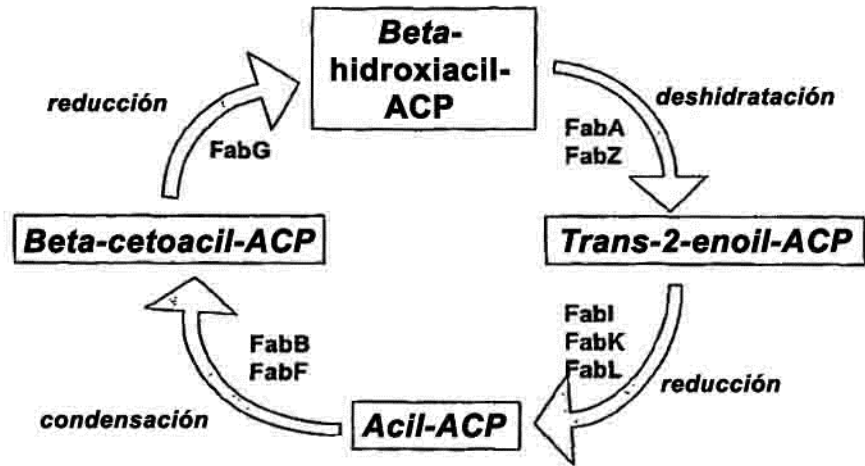 Beta-
hidroxiacil-
ACP
reducción
deshidratación
FabG
FabA
FabZ
Beta-cetoacil-ACP
Trans-2-enoil-ACP
FabB
FabF
FabI
FabK
FabL
condensación
reducción
Acil-ACP